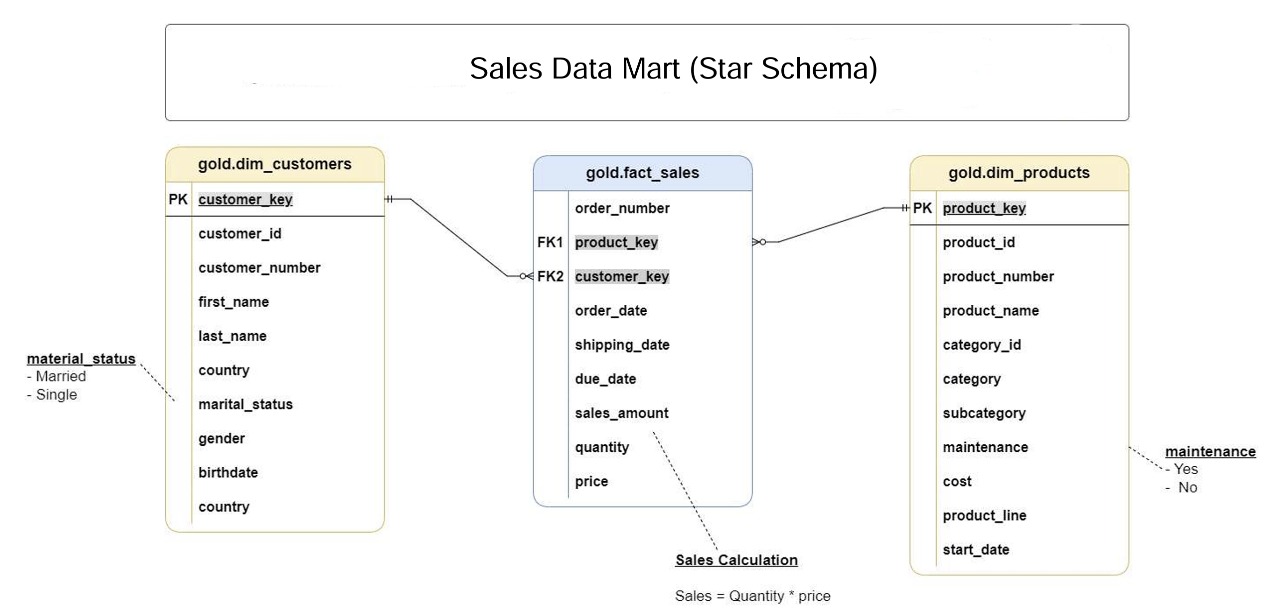 Sales Data Mart (Star Schema)
gold.dim_customers
PK customer_key
customer_id
customer_number
first_name
last_name
country
marital_status
gender
birthdate
country
material_status
- Married
- Single
gold.fact_sales
order_number
FK1 product_key
FK2 customer_key
order_date
shipping_date
due_date
sales_amount
quantity
price
Sales Calculation
Sales = Quantity * price
gold.dim_products
PK product_key
product_id
product_number
product_name
category_id
category
subcategory
maintenance
cost
product_line
start_date
maintenance
- Yes
- No